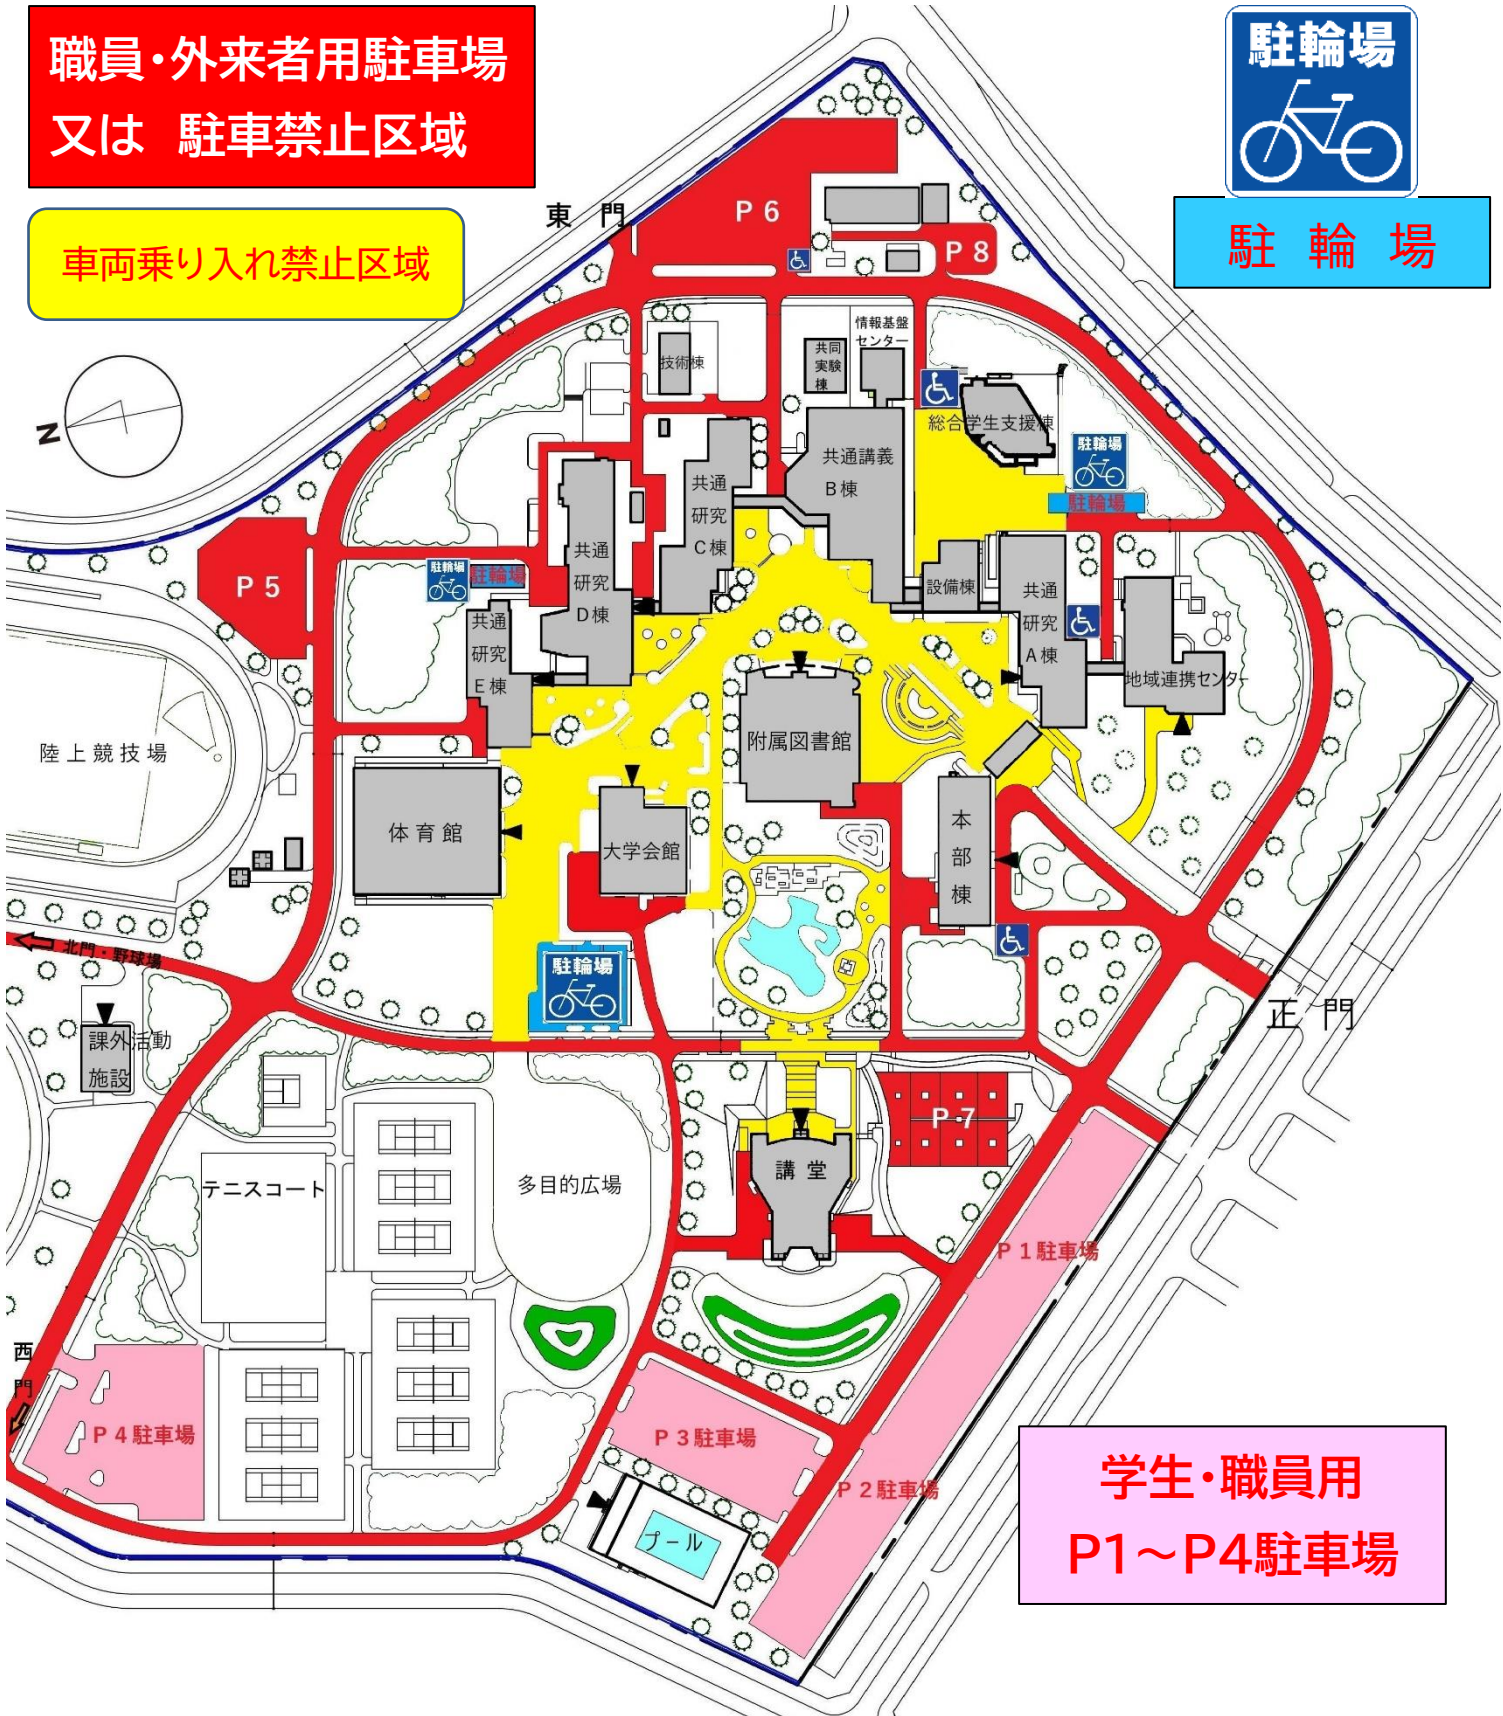 職員・外来者用駐車場
又は 駐車禁止区域
車両乗り入れ禁止区域
駐輪場
駐 輪 場
東 門
P 6
P 8
N
技術棟
情報基盤
センター
共同
実験
棟
総合学生支援棟
共通講義
B棟
共通
研究
C棟
駐輪場
駐輪場
共通
研究
D棟
駐輪場
駐輪場
P 5
設備棟
共通
研究
A棟
共通
研究
E棟
地域連携センター
陸上競技場
附属図書館
体育館
大学会館
本
部
棟
北門・野球場
駐輪場
正 門
課外活動
施設
P 7
講堂
多目的広場
テニスコート
P 1 駐車場
西
門
P 4 駐車場
P 3 駐車場
P 2 駐車場
プール
学生・職員用
P1～P4駐車場